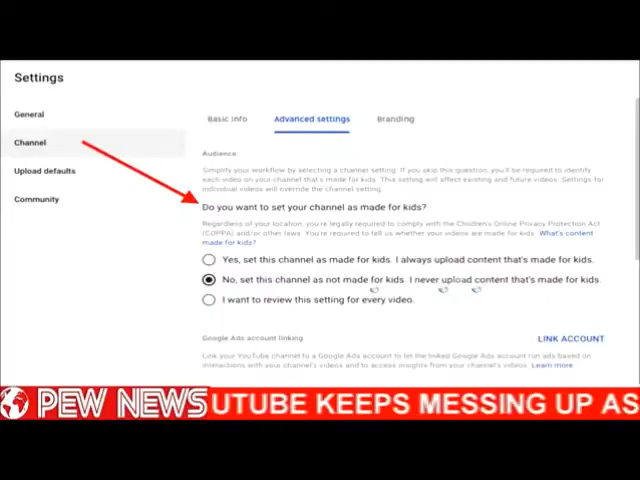 Settings
General
Channel
Upload defaults
Community
Basic info
Advanced settings
Branding
Audience
Simplify your workflow by selecting a channel setting. If you skip this question, you'll be required to identify
each video on your channel that's made for kids. This setting will affect existing and future videos. Settings for
individual videos will override the channel setting.
Do you want to set your channel as made for kids?
Regardless of your location, you're legally required to comply with the Children's Online Privacy Protection Act
(COPPA) and/or other laws. You're required to tell us whether your videos are made for kids. What's content
made for kids?
Yes, set this channel as made for kids. I always upload content that's made for kids.
No, set this channel as not made for kids. I never upload content that's made for kids.
I want to review this setting for every video.
Google Ads account linking
LINK ACCOUNT
Link your YouTube channel to a Google Ads account to let the linked Google Ads account run ads based on
interactions with your channel's videos and to access insights from your channel's videos. Learn more
PEW NEWS
UTUBE KEEPS MESSING UP AS